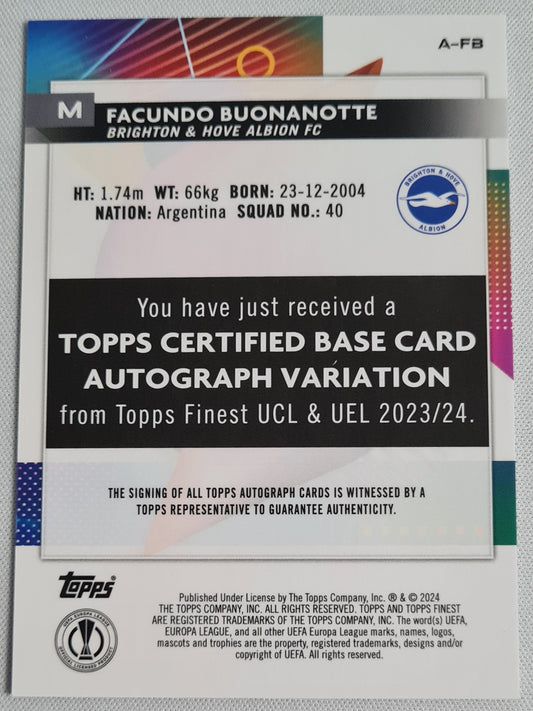 A-FB
M
FACUNDO BUONANOTTE
BRIGHTON & HOVE ALBION FC
HT: 1.74m WT: 66kg BORN: 23-12-2004
NATION: Argentina SQUAD NO.: 40
BRIGHTON & HOVE
ALBION
You have just received a
TOPPS CERTIFIED BASE CARD
AUTOGRAPH VARIATION
from Topps Finest UCL & UEL 2023/24.
THE SIGNING OF ALL TOPPS AUTOGRAPH CARDS IS WITNESSED BY A
TOPPS REPRESENTATIVE TO GUARANTEE AUTHENTICITY.
topps®
UEFA EUROPA LEAGUE
OFFICIAL LICENSED PRODUCT
Published Under License by The Topps Company, Inc. ® & © 2024
THE TOPPS COMPANY, INC. ALL RIGHTS RESERVED. TOPPS AND TOPPS FINEST
ARE REGISTERED TRADEMARKS OF THE TOPPS COMPANY, INC. The word(s) UEFA,
EUROPA LEAGUE, and all other UEFA Europa League marks, names, logos,
mascots and trophies are the property, registered trademarks, designs and/or
copyright of UEFA. All rights reserved.